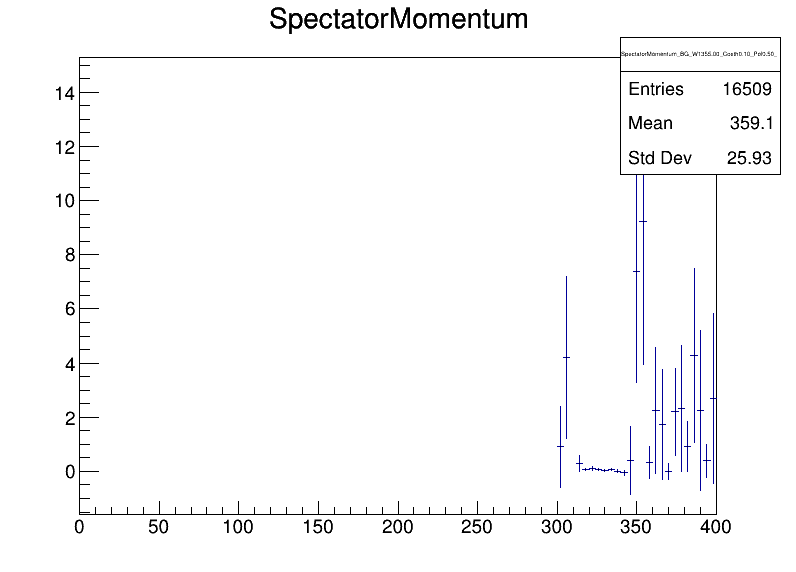 SpectatorMomentum
SpectatorMomentum_BG_W1355.00_Costh0.10_Pol0.50_
Entries 16509
Mean 359.1
Std Dev 25.93
14
12
10
8
6
4
2
0
0 50 100 150 200 250 300 350 400